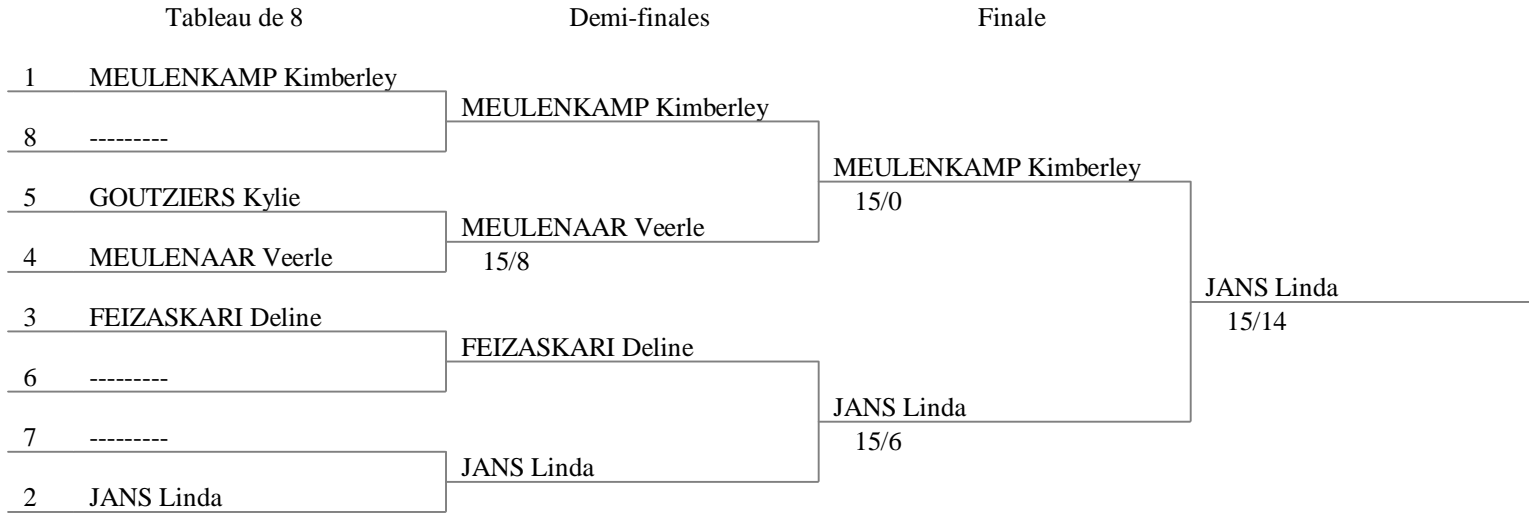 Tableau de 8 Demi-finales Finale
1 MEULENKAMP Kimberley
MEULENKAMP Kimberley
8 ---------
MEULENKAMP Kimberley
5 GOUTZIERS Kylie
15/0
MEULENAAR Veerle
4 MEULENAAR Veerle
15/8
JANS Linda
3 FEIZASKARI Deline
15/14
FEIZASKARI Deline
6 ---------
JANS Linda
7 ---------
15/6
JANS Linda
2 JANS Linda